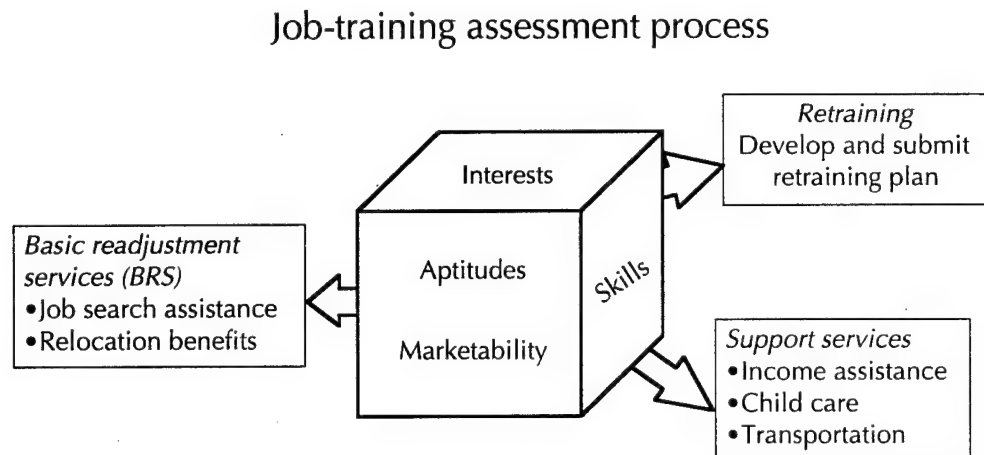 Job-training assessment process
Retraining
Develop and submit
retraining plan
Interests
Basic readjustment
services (BRS)
•Job search assistance
•Relocation benefits
Aptitudes
Skills
Marketability
Support services
•Income assistance
•Child care
•Transportation